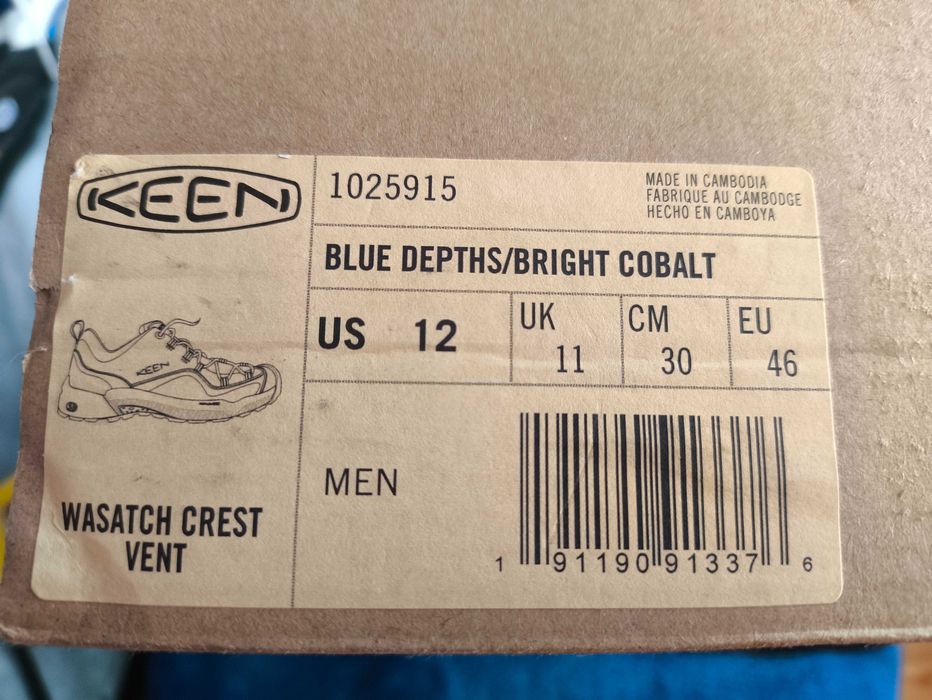 KEEN
1025915
MADE IN CAMBODIA
FABRIQUE AU CAMBODGE
HECHO EN CAMBOYA
BLUE DEPTHS/BRIGHT COBALT
US 12
UK 11
CM 30
EU 46
KEEN
WASATCH CREST
VENT
MEN
1 91190 91337 6